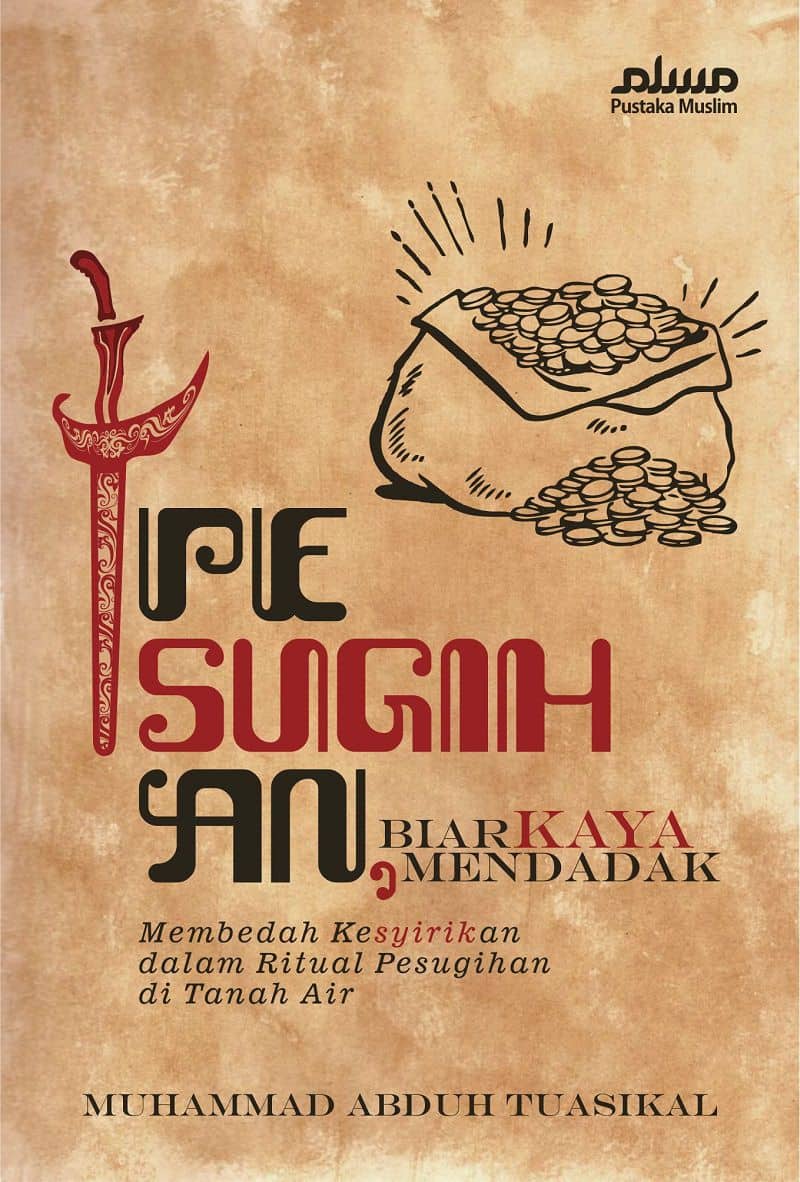 مسلم
Pustaka Muslim
PE
SUGIH
AN,
BIAR KAYA
MENDADAK
Membedah Kesyirikan
dalam Ritual Pesugihan
di Tanah Air
MUHAMMAD ABDUH TUASIKAL